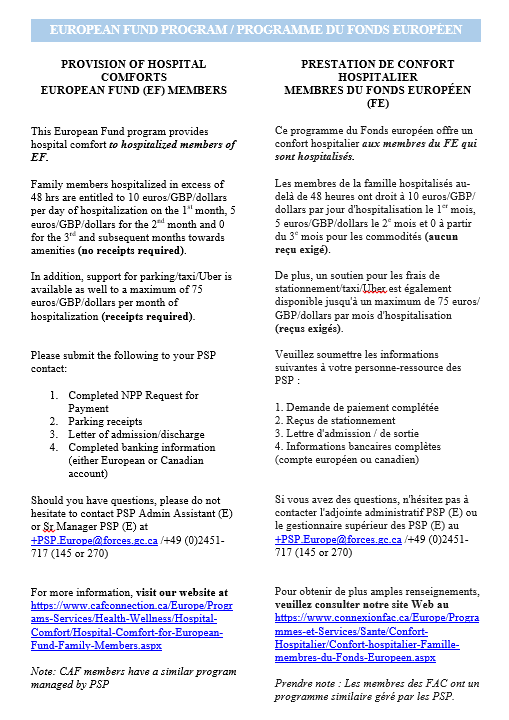 EUROPEAN FUND PROGRAM / PROGRAMME DU FONDS EUROPÉEN
PROVISION OF HOSPITAL
COMFORTS
EUROPEAN FUND (EF) MEMBERS
This European Fund program provides
hospital comfort to hospitalized members of
EF.
Family members hospitalized in excess of
48 hrs are entitled to 10 euros/GBP/dollars
per day of hospitalization on the 1st month, 5
euros/GBP/dollars for the 2nd month and 0
for the 3rd and subsequent months towards
amenities (no receipts required).
In addition, support for parking/taxi/Uber is
available as well to a maximum of 75
euros/GBP/dollars per month of
hospitalization (receipts required).
Please submit the following to your PSP
contact:
1. Completed NPP Request for
Payment
2. Parking receipts
3. Letter of admission/discharge
4. Completed banking information
(either European or Canadian
account)
Should you have questions, please do not
hesitate to contact PSP Admin Assistant (E)
or Sr Manager PSP (E) at
+PSP.Europe@forces.gc.ca /+49 (0)2451-
717 (145 or 270)
For more information, visit our website at
https://www.cafconnection.ca/Europe/Progr
ams-Services/Health-Wellness/Hospital-
Comfort/Hospital-Comfort-for-European-
Fund-Family-Members.aspx
Note: CAF members have a similar program
managed by PSP
PRESTATION DE CONFORT
HOSPITALIER
MEMBRES DU FONDS EUROPÉEN
(FE)
Ce programme du Fonds européen offre un
confort hospitalier aux membres du FE qui
sont hospitalisés.
Les membres de la famille hospitalisés au-
delà de 48 heures ont droit à 10 euros/GBP/
dollars par jour d'hospitalisation le 1er mois,
5 euros/GBP/dollars le 2e mois et 0 à partir
du 3e mois pour les commodités (aucun
reçu exigé).
De plus, un soutien pour les frais de
stationnement/taxi/Uber est également
disponible jusqu'à un maximum de 75 euros/
GBP/dollars par mois d'hospitalisation
(reçus exigés).
Veuillez soumettre les informations
suivantes à votre personne-ressource des
PSP :
1. Demande de paiement complétée
2. Reçus de stationnement
3. Lettre d'admission / de sortie
4. Informations bancaires complètes
(compte européen ou canadien)
Si vous avez des questions, n'hésitez pas à
contacter l'adjointe administratif PSP (E) ou
le gestionnaire supérieur des PSP (E) au
+PSP.Europe@forces.gc.ca /+49 (0)2451-
717 (145 or 270)
Pour obtenir de plus amples renseignements,
veuillez consulter notre site Web au
https://www.connexionfac.ca/Europe/Progra
mmes-et-Services/Sante/Confort-
Hospitalier/Confort-hospitalier-Famille-
membres-du-Fonds-Europeen.aspx
Prendre note : Les membres des FAC ont un
programme similaire géré par les PSP.